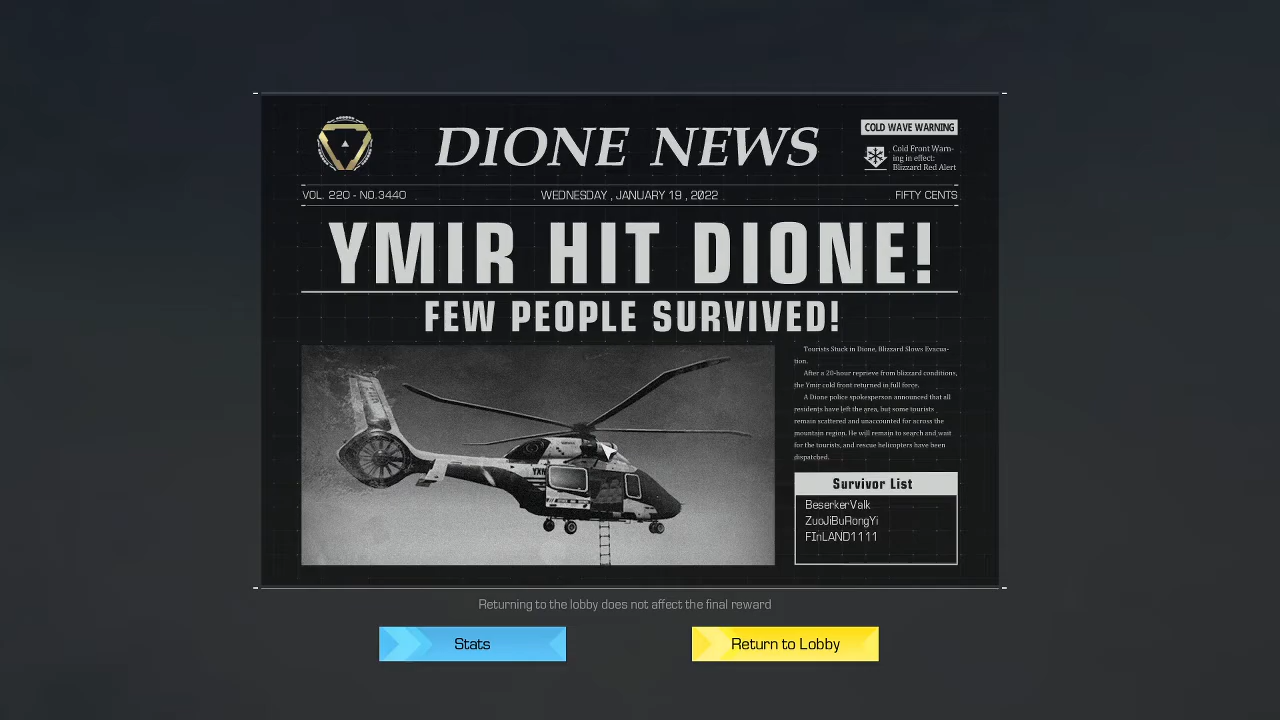 DIONE NEWS
COLD WAVE WARNING
Cold Front Warn-
ing in effect:
Blizzard Red Alert
VOL. 220 - NO.3440
WEDNESDAY , JANUARY 19 , 2022
FIFTY CENTS
YMIR HIT DIONE!
FEW PEOPLE SURVIVED!
Tourists Stuck in Dione, Blizzard Slows Evacua-
tion.
After a 20-hour reprieve from blizzard conditions,
the Ymir cold front returned in full force.
A Dione police spokesperson announced that all
residents have left the area, but some tourists
remain scattered and unaccounted for across the
mountain region. He will remain to search and wait
for the tourists, and rescue helicopters have been
dispatched.
Survivor List
BeserkerValk
ZuoJiBuRongYi
FInLAND1111
Returning to the lobby does not affect the final reward
Stats
Return to Lobby